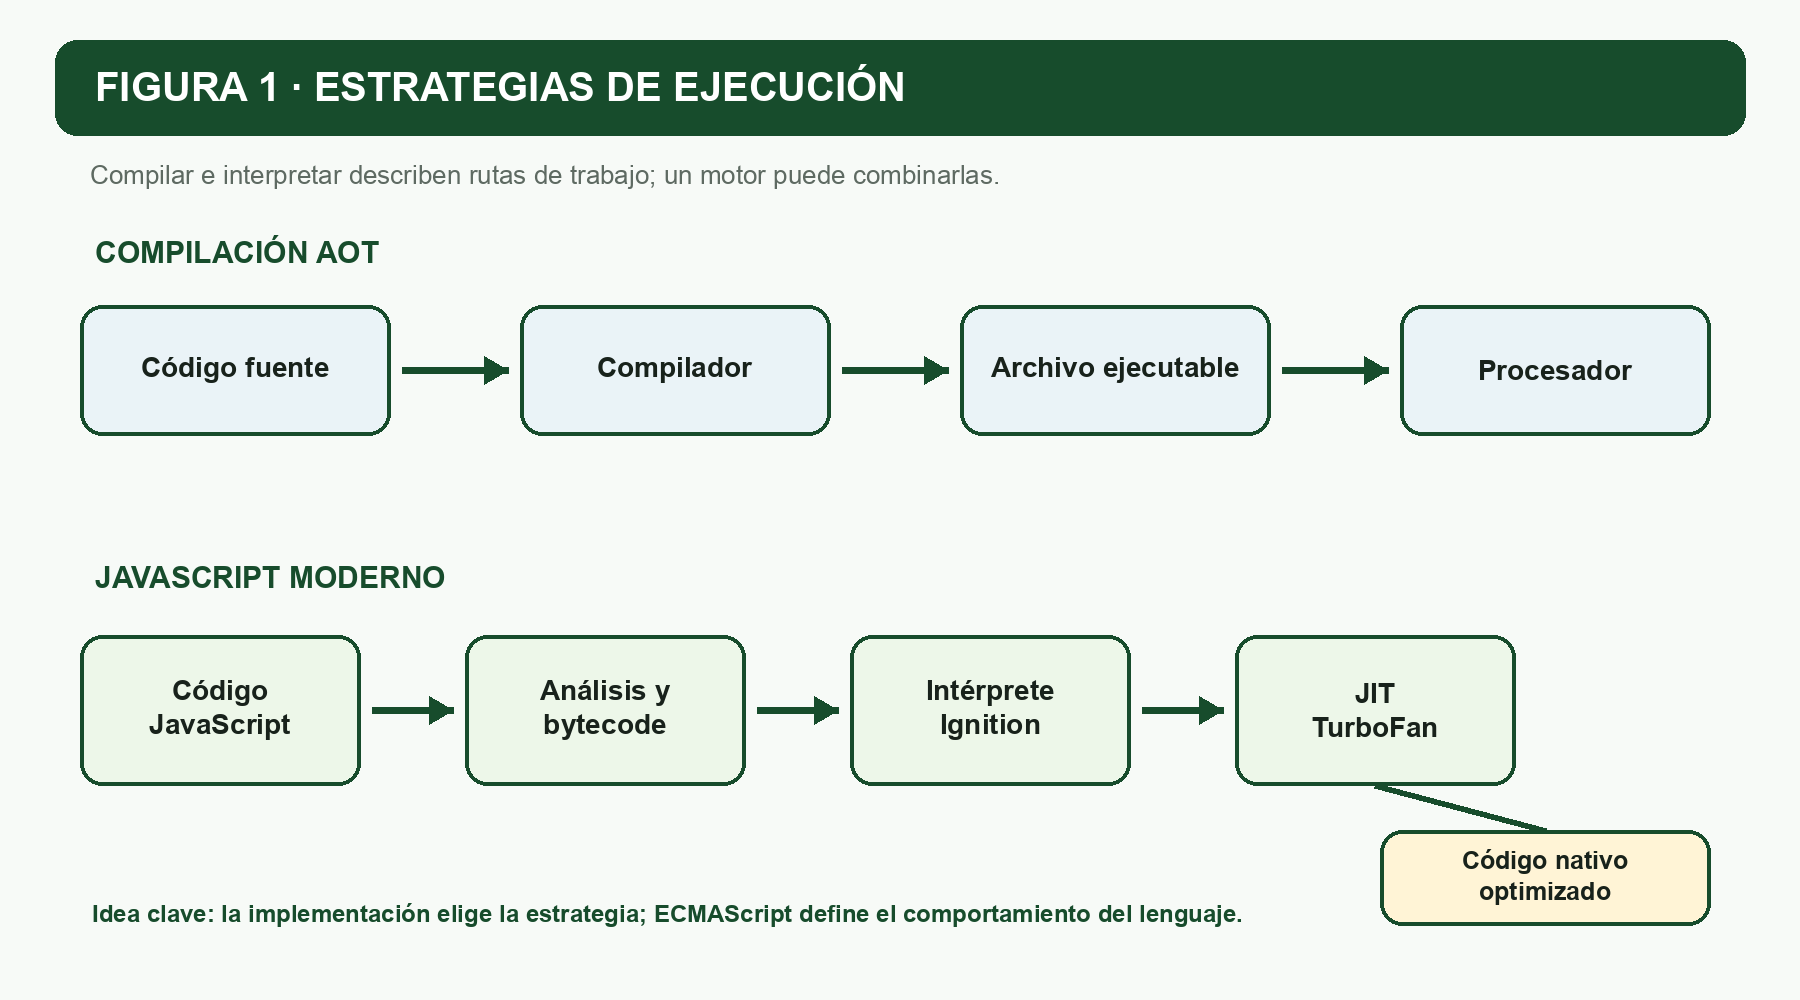 FIGURA 1 · ESTRATEGIAS DE EJECUCIÓN
Compilar e interpretar describen rutas de trabajo; un motor puede combinarlas.
COMPILACIÓN AOT
Código fuente
Compilador
Archivo ejecutable
Procesador
JAVASCRIPT MODERNO
Código
JavaScript
Análisis y
bytecode
Intérprete
Ignition
JIT
TurboFan
Código nativo
optimizado
Idea clave: la implementación elige la estrategia; ECMAScript define el comportamiento del lenguaje.